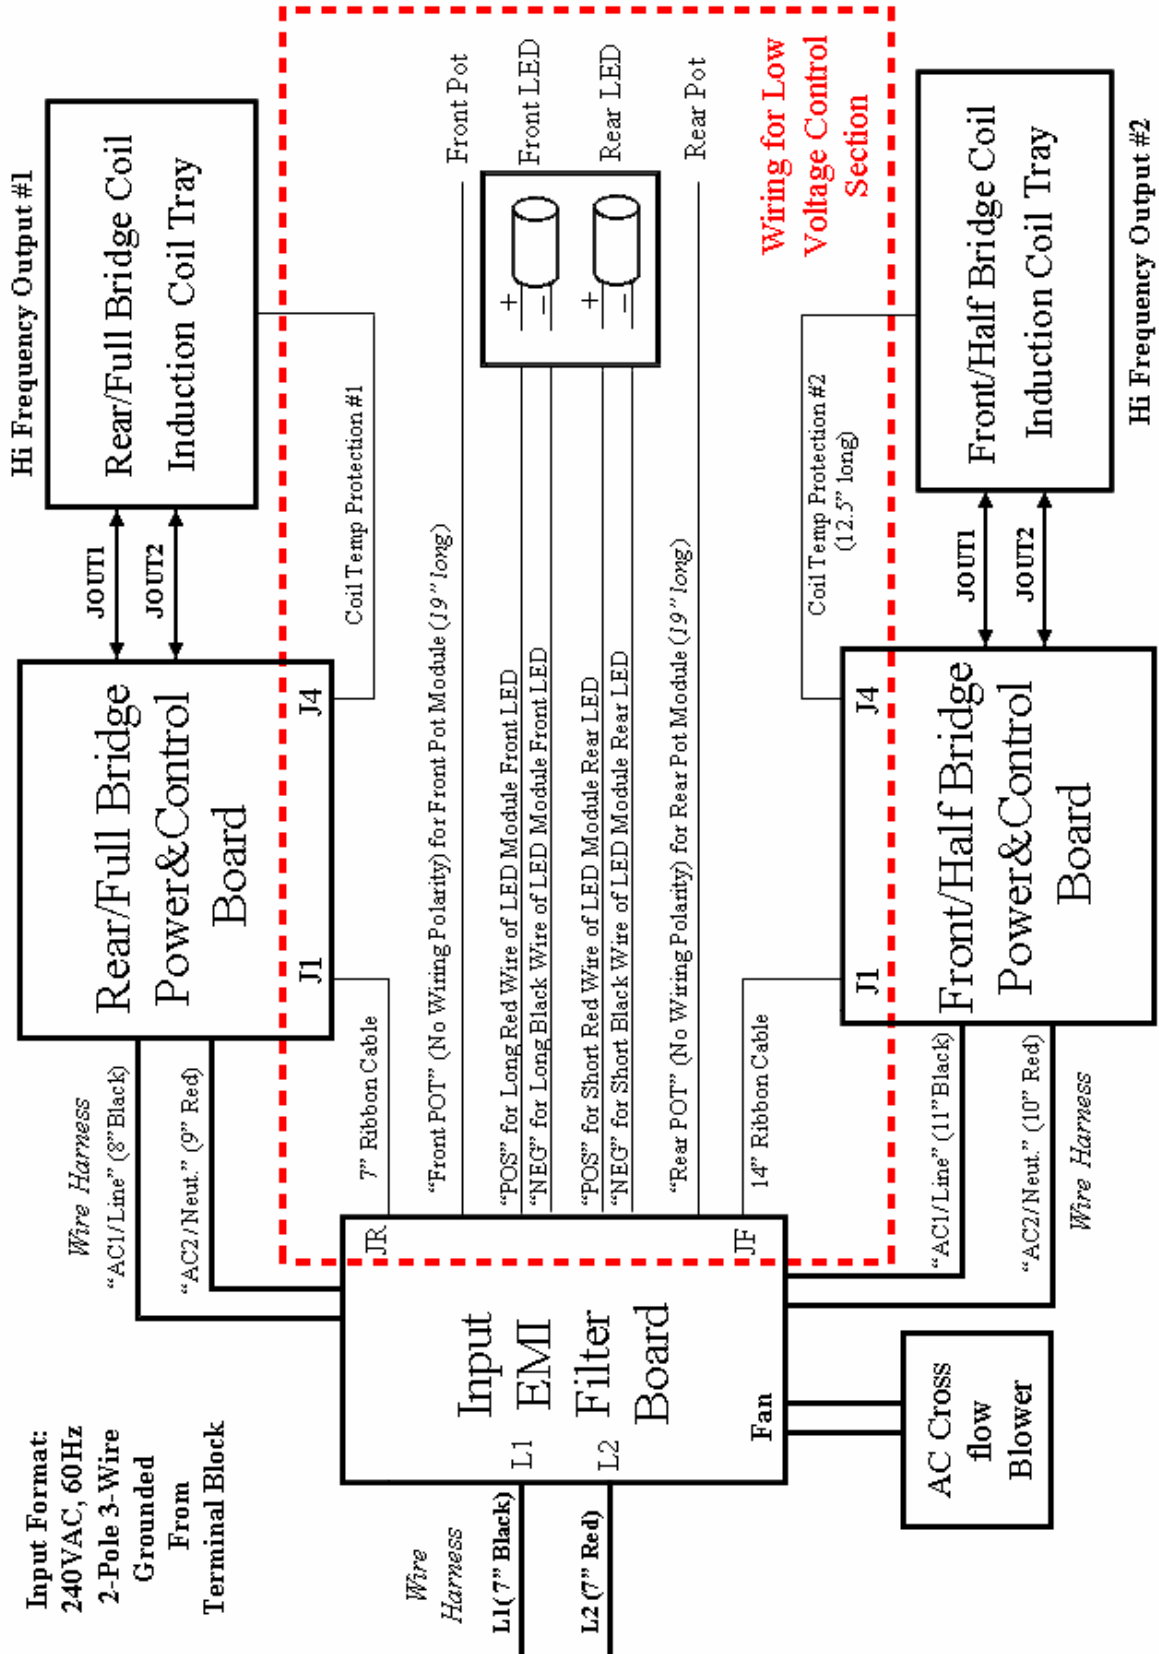 Input Format:
240VAC, 60Hz
2-Pole 3-Wire
Grounded
From
Terminal Block
Wire Harness
"AC1/Line" (8" Black)
"AC2/Neut." (9" Red)
Rear/Full Bridge
Power&Control
Board
J1
J4
JOUT1
JOUT2
Hi Frequency Output #1
Rear/Full Bridge Coil
Induction Coil Tray
7" Ribbon Cable
Coil Temp Protection #1
"Front POT" (No Wiring Polarity) for Front Pot Module (19" long)
Front Pot
"POS" for Long Red Wire of LED Module Front LED
"NEG" for Long Black Wire of LED Module Front LED
+
–
Front LED
"POS" for Short Red Wire of LED Module Rear LED
"NEG" for Short Black Wire of LED Module Rear LED
+
–
Rear LED
"Rear POT" (No Wiring Polarity) for Rear Pot Module (19" long)
Rear Pot
Wiring for Low
Voltage Control
Section
14" Ribbon Cable
Coil Temp Protection #2
(12.5" long)
Wire
Harness
L1(7" Black)
L2 (7" Red)
L1
L2
Input
EMI
Filter
Board
JR
JF
Fan
AC Cross
flow
Blower
"AC1/Line" (11" Black)
"AC2/Neut." (10" Red)
Wire Harness
J1
J4
Front/Half Bridge
Power&Control
Board
JOUT1
JOUT2
Front/Half Bridge Coil
Induction Coil Tray
Hi Frequency Output #2